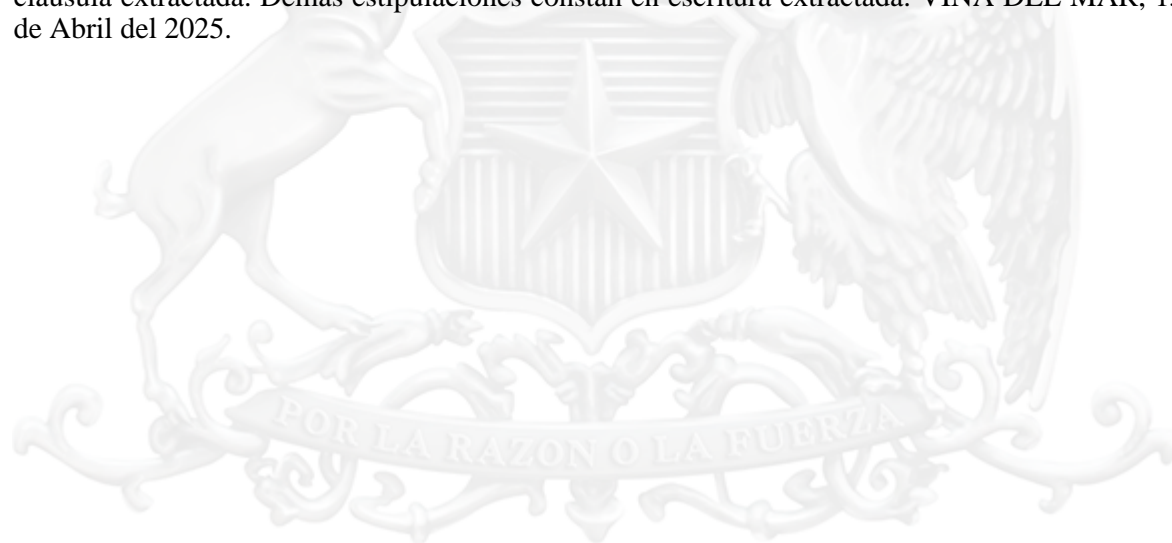 cláusula extractada. Demás estipulaciones constan en escritura extractada. VIÑA DEL MAR,
de Abril del 2025.
POR LA RAZON O LA FUERZA